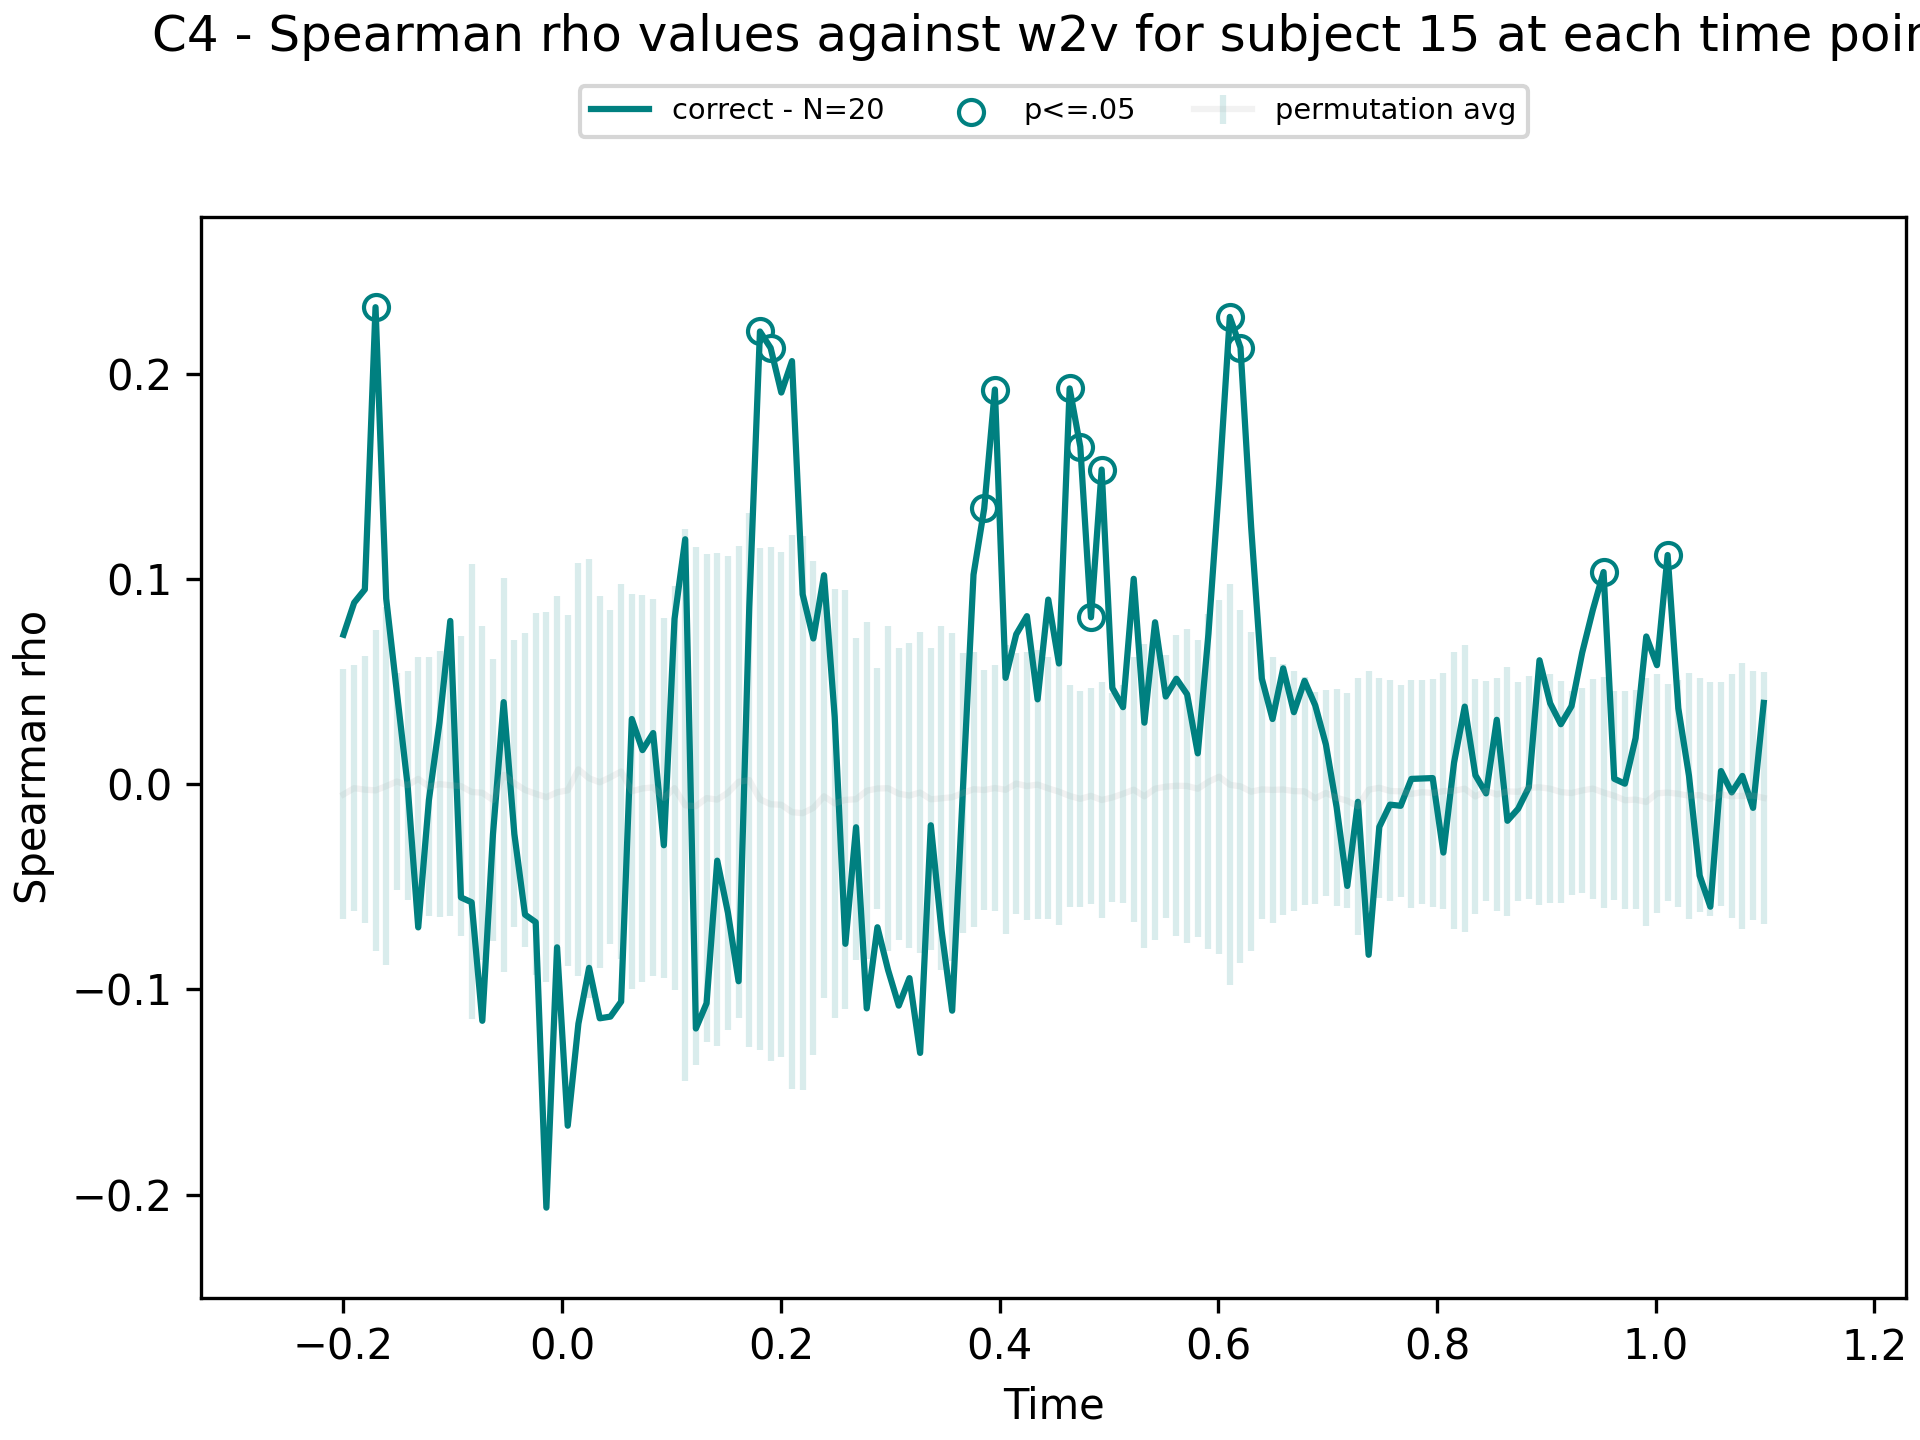 C4 - Spearman rho values against w2v for subject 15 at each time poin
correct - N=20 p<=.05 permutation avg
Spearman rho
0.2
0.1
0.0
−0.1
−0.2
−0.2 0.0 0.2 0.4 0.6 0.8 1.0 1.2
Time